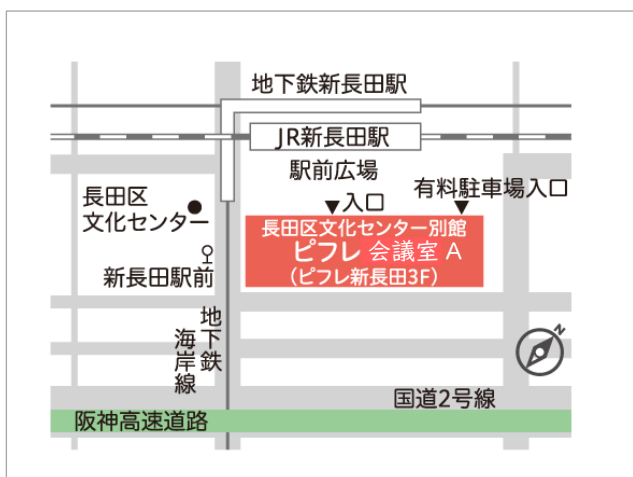 地下鉄新長田駅
JR新長田駅
駅前広場
有料駐車場入口
入口
長田区
文化センター
長田区文化センター別館
ピフレ 会議室 A
(ピフレ新長田3F)
新長田駅前
地下鉄
海岸線
N
国道2号線
阪神高速道路